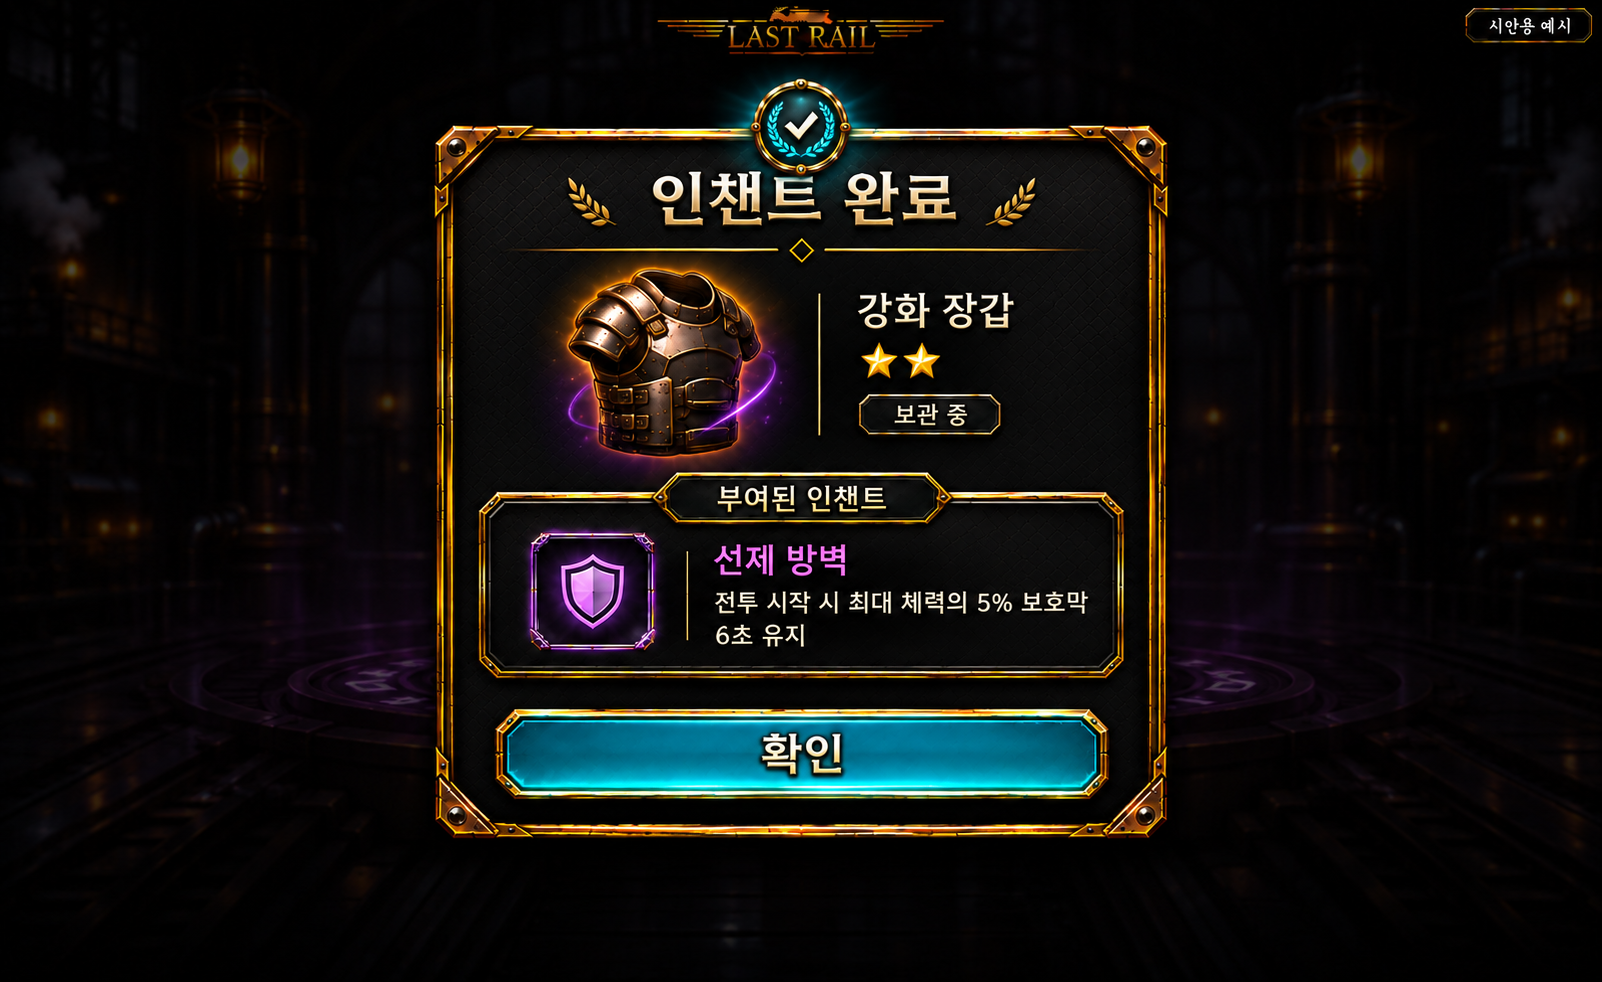 LAST RAIL
시안용 예시
인챈트 완료
강화 장갑
보관 중
부여된 인챈트
선제 방벽
전투 시작 시 최대 체력의 5% 보호막
6초 유지
확인